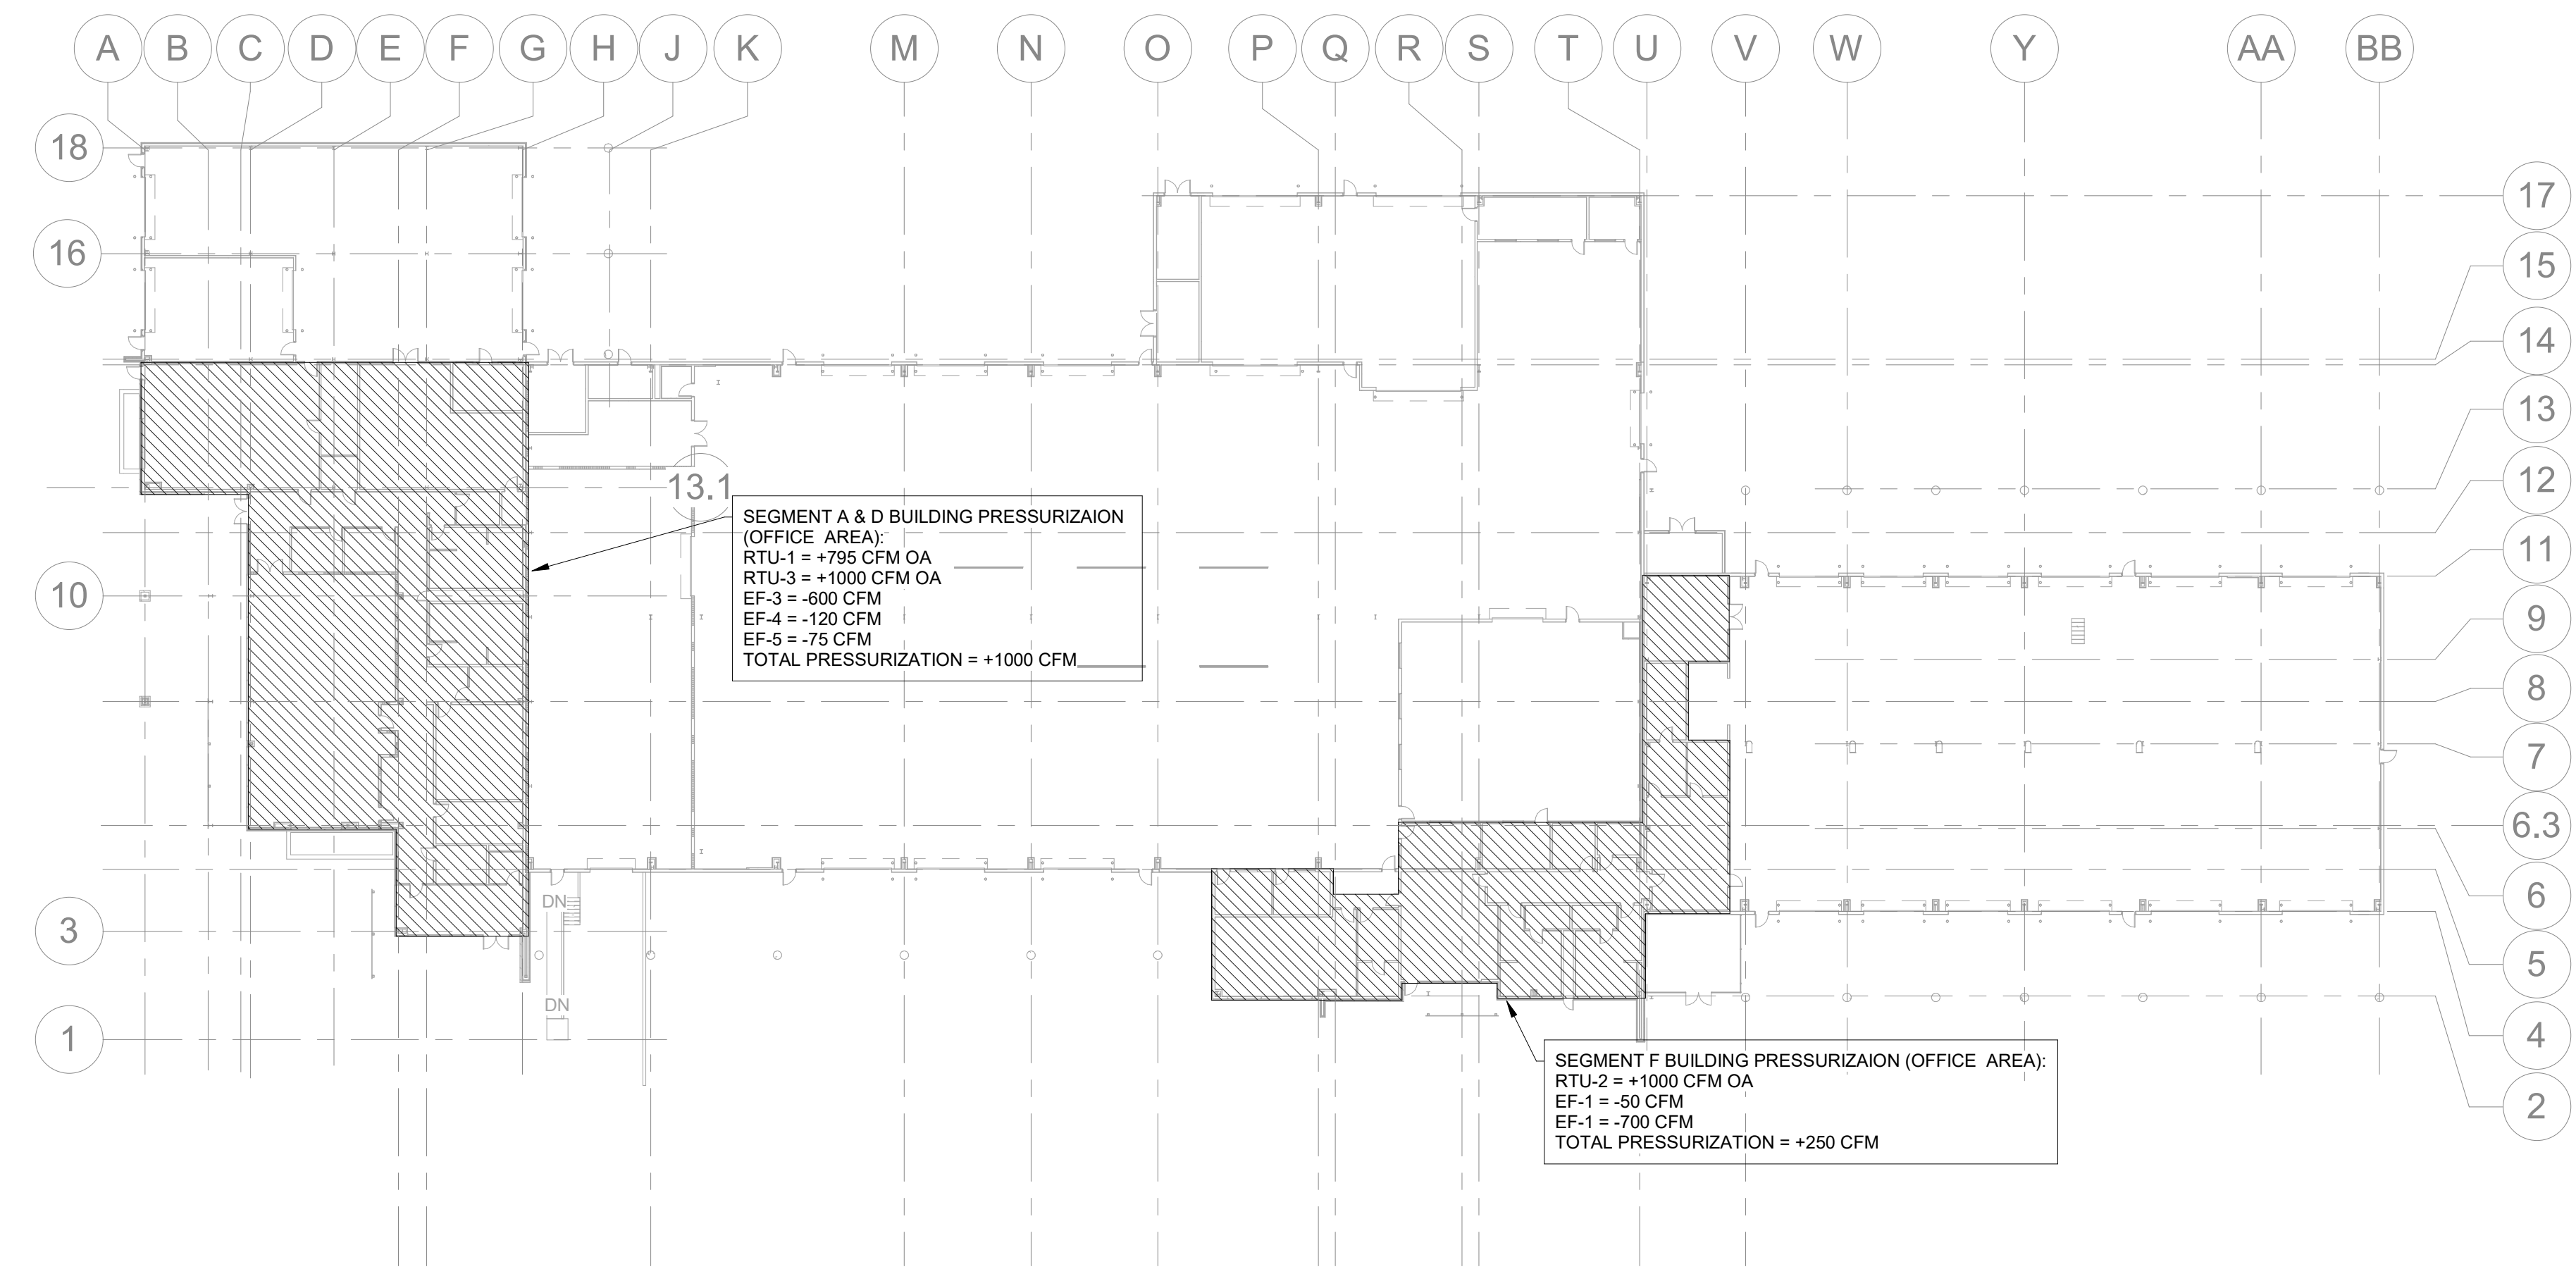 A B C D E F G H J K M N O P Q R S T U V W Y AA BB
18
17
16
15
14
13
12
13.1
SEGMENT A & D BUILDING PRESSURIZAION
(OFFICE AREA):
RTU-1 = +795 CFM OA
RTU-3 = +1000 CFM OA
EF-3 = -600 CFM
EF-4 = -120 CFM
EF-5 = -75 CFM
TOTAL PRESSURIZATION = +1000 CFM
11
10
9
8
7
6.3
6
DN
3
5
DN
1
4
SEGMENT F BUILDING PRESSURIZAION (OFFICE AREA):
RTU-2 = +1000 CFM OA
EF-1 = -50 CFM
EF-1 = -700 CFM
TOTAL PRESSURIZATION = +250 CFM
2